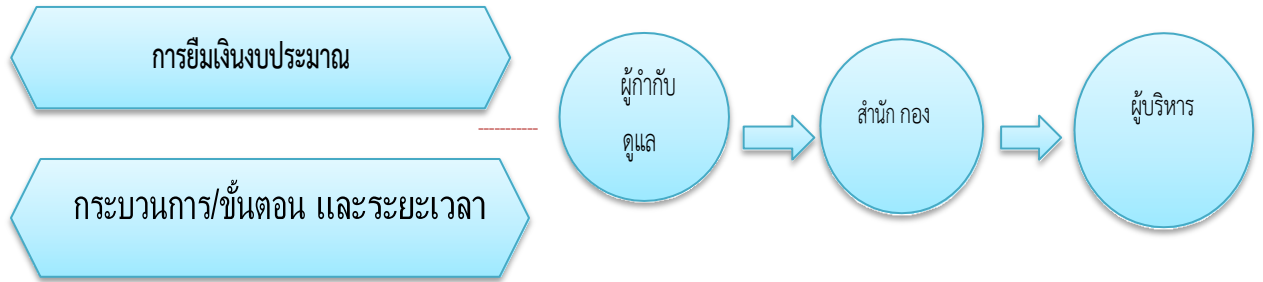 การยืมเงินงบประมาณ
กระบวนการ/ขั้นตอน และระยะเวลา
ผู้กำกับ
ดูแล
สำนัก กอง
ผู้บริหาร